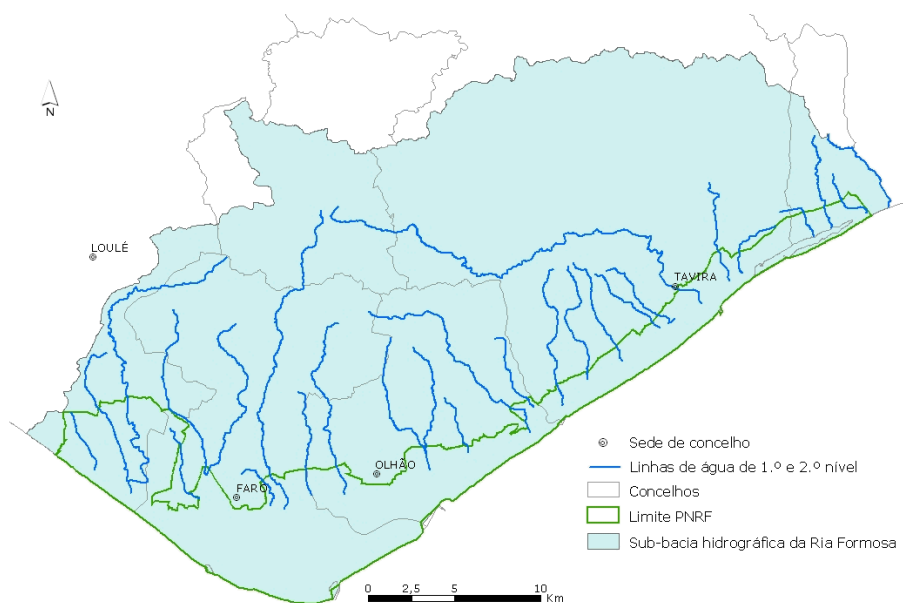 N
LOULÉ
TAVIRA
OLHÃO
FARO
Sede de concelho
Linhas de água de 1.º e 2.º nível
Concelhos
Limite PNRF
Sub-bacia hidrográfica da Ria Formosa
0 2,5 5 10
Km